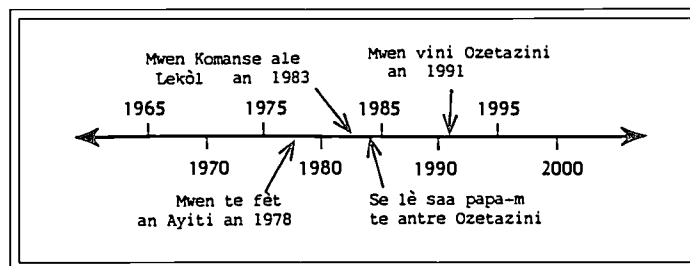 Mwen Komanse ale
Lekòl an 1983
Mwen vini Ozetazini
an 1991
1965 1975 1985 1995
1970 1980 1990 2000
Mwen te fèt
an Ayiti an 1978
Se lè saa papa-m
te antre Ozetazini